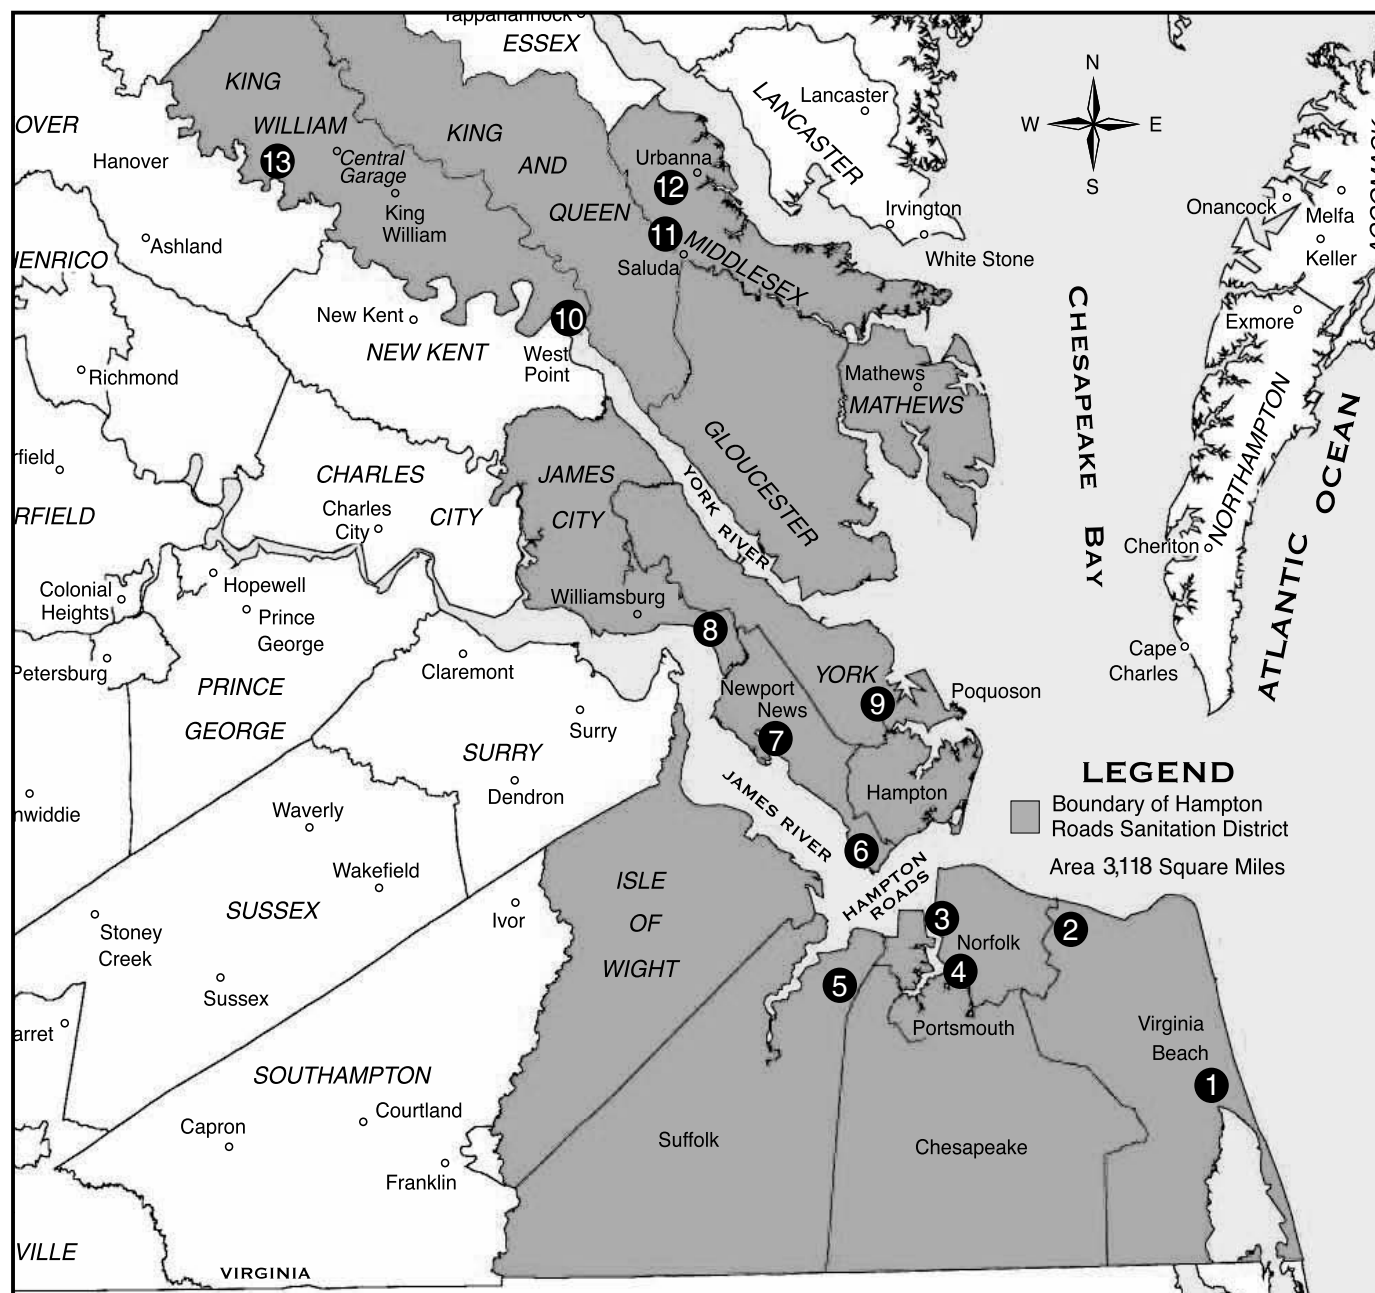 Tappahannock
ESSEX
KING
WILLIAM
KING
AND
QUEEN
LANCASTER
Lancaster
N
W E
S
OVER
Hanover
13
Central
Garage
King
William
Urbanna
12
11
Saluda
MIDDLESEX
Irvington
White Stone
Onancock
Melfa
Keller
Exmore
Ashland
HENRICO
Richmond
New Kent
NEW KENT
10
West
Point
Mathews
MATHEWS
GLOUCESTER
CHESAPEAKE
BAY
NORTHAMPTON
ATLANTIC
OCEAN
Cheriton
Cape
Charles
rfield
RFIELD
CHARLES
CITY
Charles
City
JAMES
CITY
YORK RIVER
Colonial
Heights
Hopewell
Prince
George
Petersburg
PRINCE
GEORGE
Williamsburg
8
Claremont
YORK
9
Poquoson
Newport
News
7
Surry
SURRY
Dendron
JAMES RIVER
Hampton
6
HAMPTON
ROADS
LEGEND
Boundary of Hampton
Roads Sanitation District
Area 3,118 Square Miles
nwiddie
Waverly
Wakefield
SUSSEX
Ivor
Stoney
Creek
Sussex
arret
ISLE
OF
WIGHT
3
Norfolk
2
4
5
Portsmouth
Virginia
Beach
1
SOUTHAMPTON
Courtland
Capron
Franklin
Suffolk
Chesapeake
VILLE
VIRGINIA